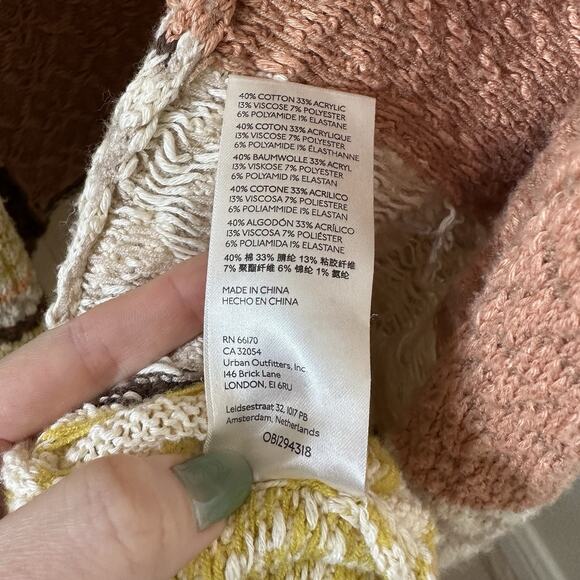 40% COTTON 33% ACRYLIC
13% VISCOSE 7% POLYESTER
6% POLYAMIDE 1% ELASTANE
40% COTON 33% ACRYLIQUE
13% VISCOSE 7% POLYESTER
6% POLYAMIDE 1% ÉLASTHANNE
40% BAUMWOLLE 33% ACRYL
13% VISKOSE 7% POLYESTER
6% POLYAMID 1% ELASTAN
40% COTONE 33% ACRILICO
13% VISCOSA 7% POLIESTERE
6% POLIAMMIDE 1% ELASTAN
40% ALGODÓN 33% ACRÍLICO
13% VISCOSA 7% POLIÉSTER
6% POLIAMIDA 1% ELASTAN
40% 棉 33% 腈纶 13% 粘胶纤维
7% 聚酯纤维 6% 锦纶 1% 氨纶
MADE IN CHINA
HECHO EN CHINA
RN 66170
CA 32054
Urban Outfitters, Inc
146 Brick Lane
LONDON, E1 6RU
Leidsestraat 32, 1017 PB
Amsterdam, Netherlands
OB1294318